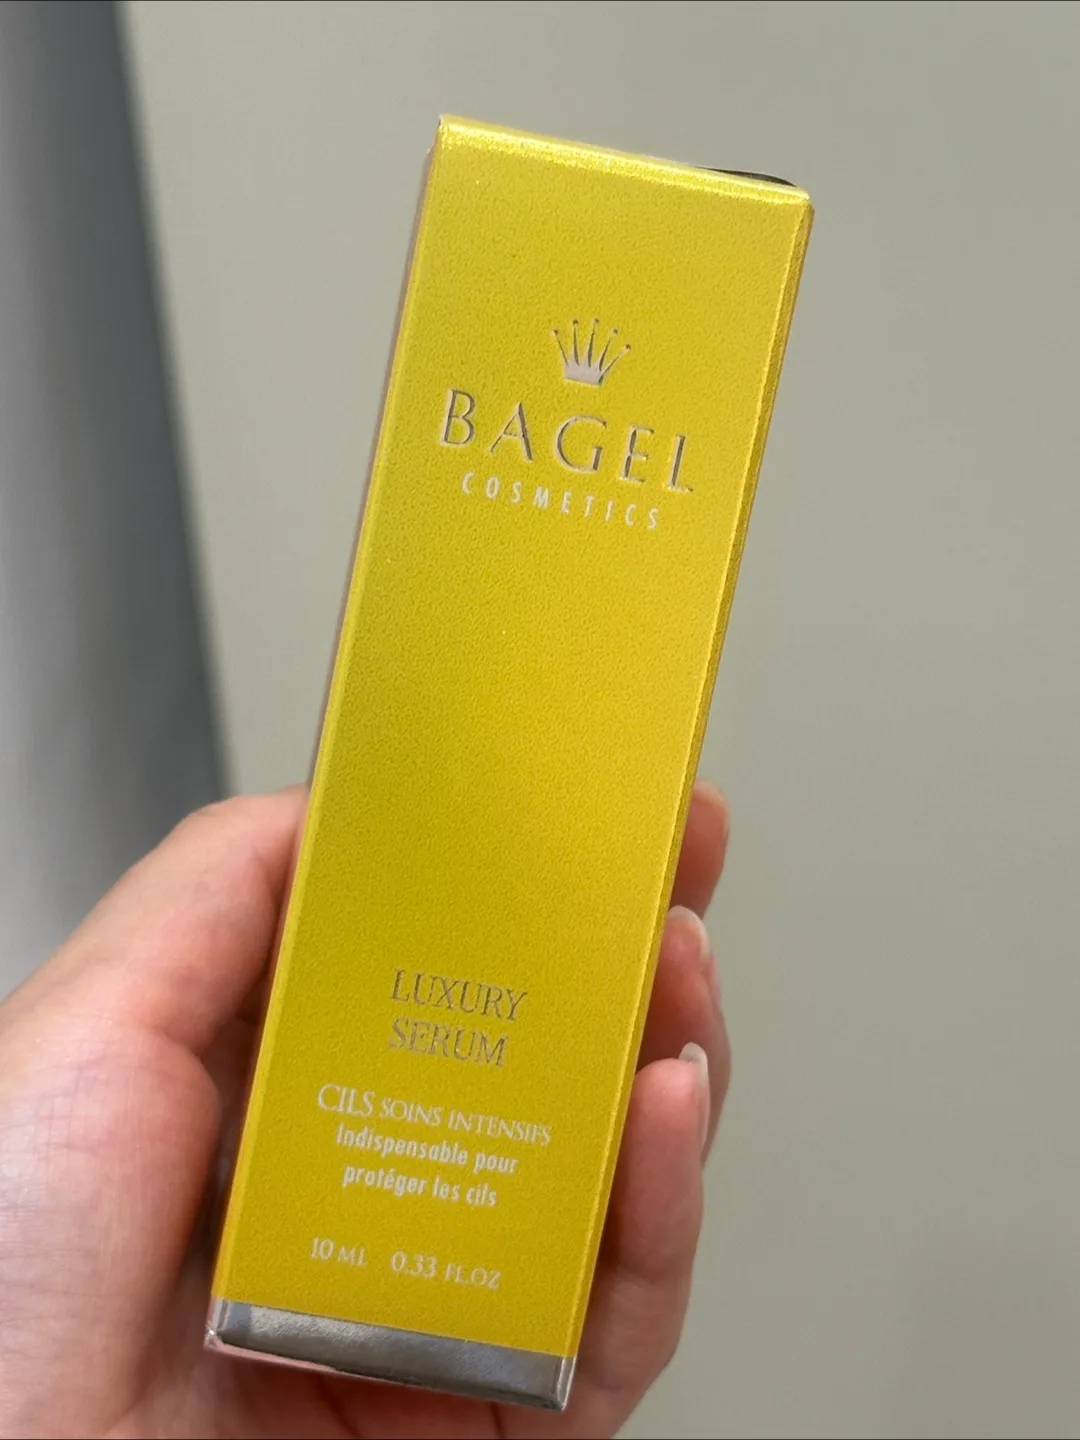 BAGEL
COSMETICS
LUXURY
SERUM
CILS SOINS INTENSIFS
Indispensable pour
protéger les cils
10 ML 0.33 FL.OZ